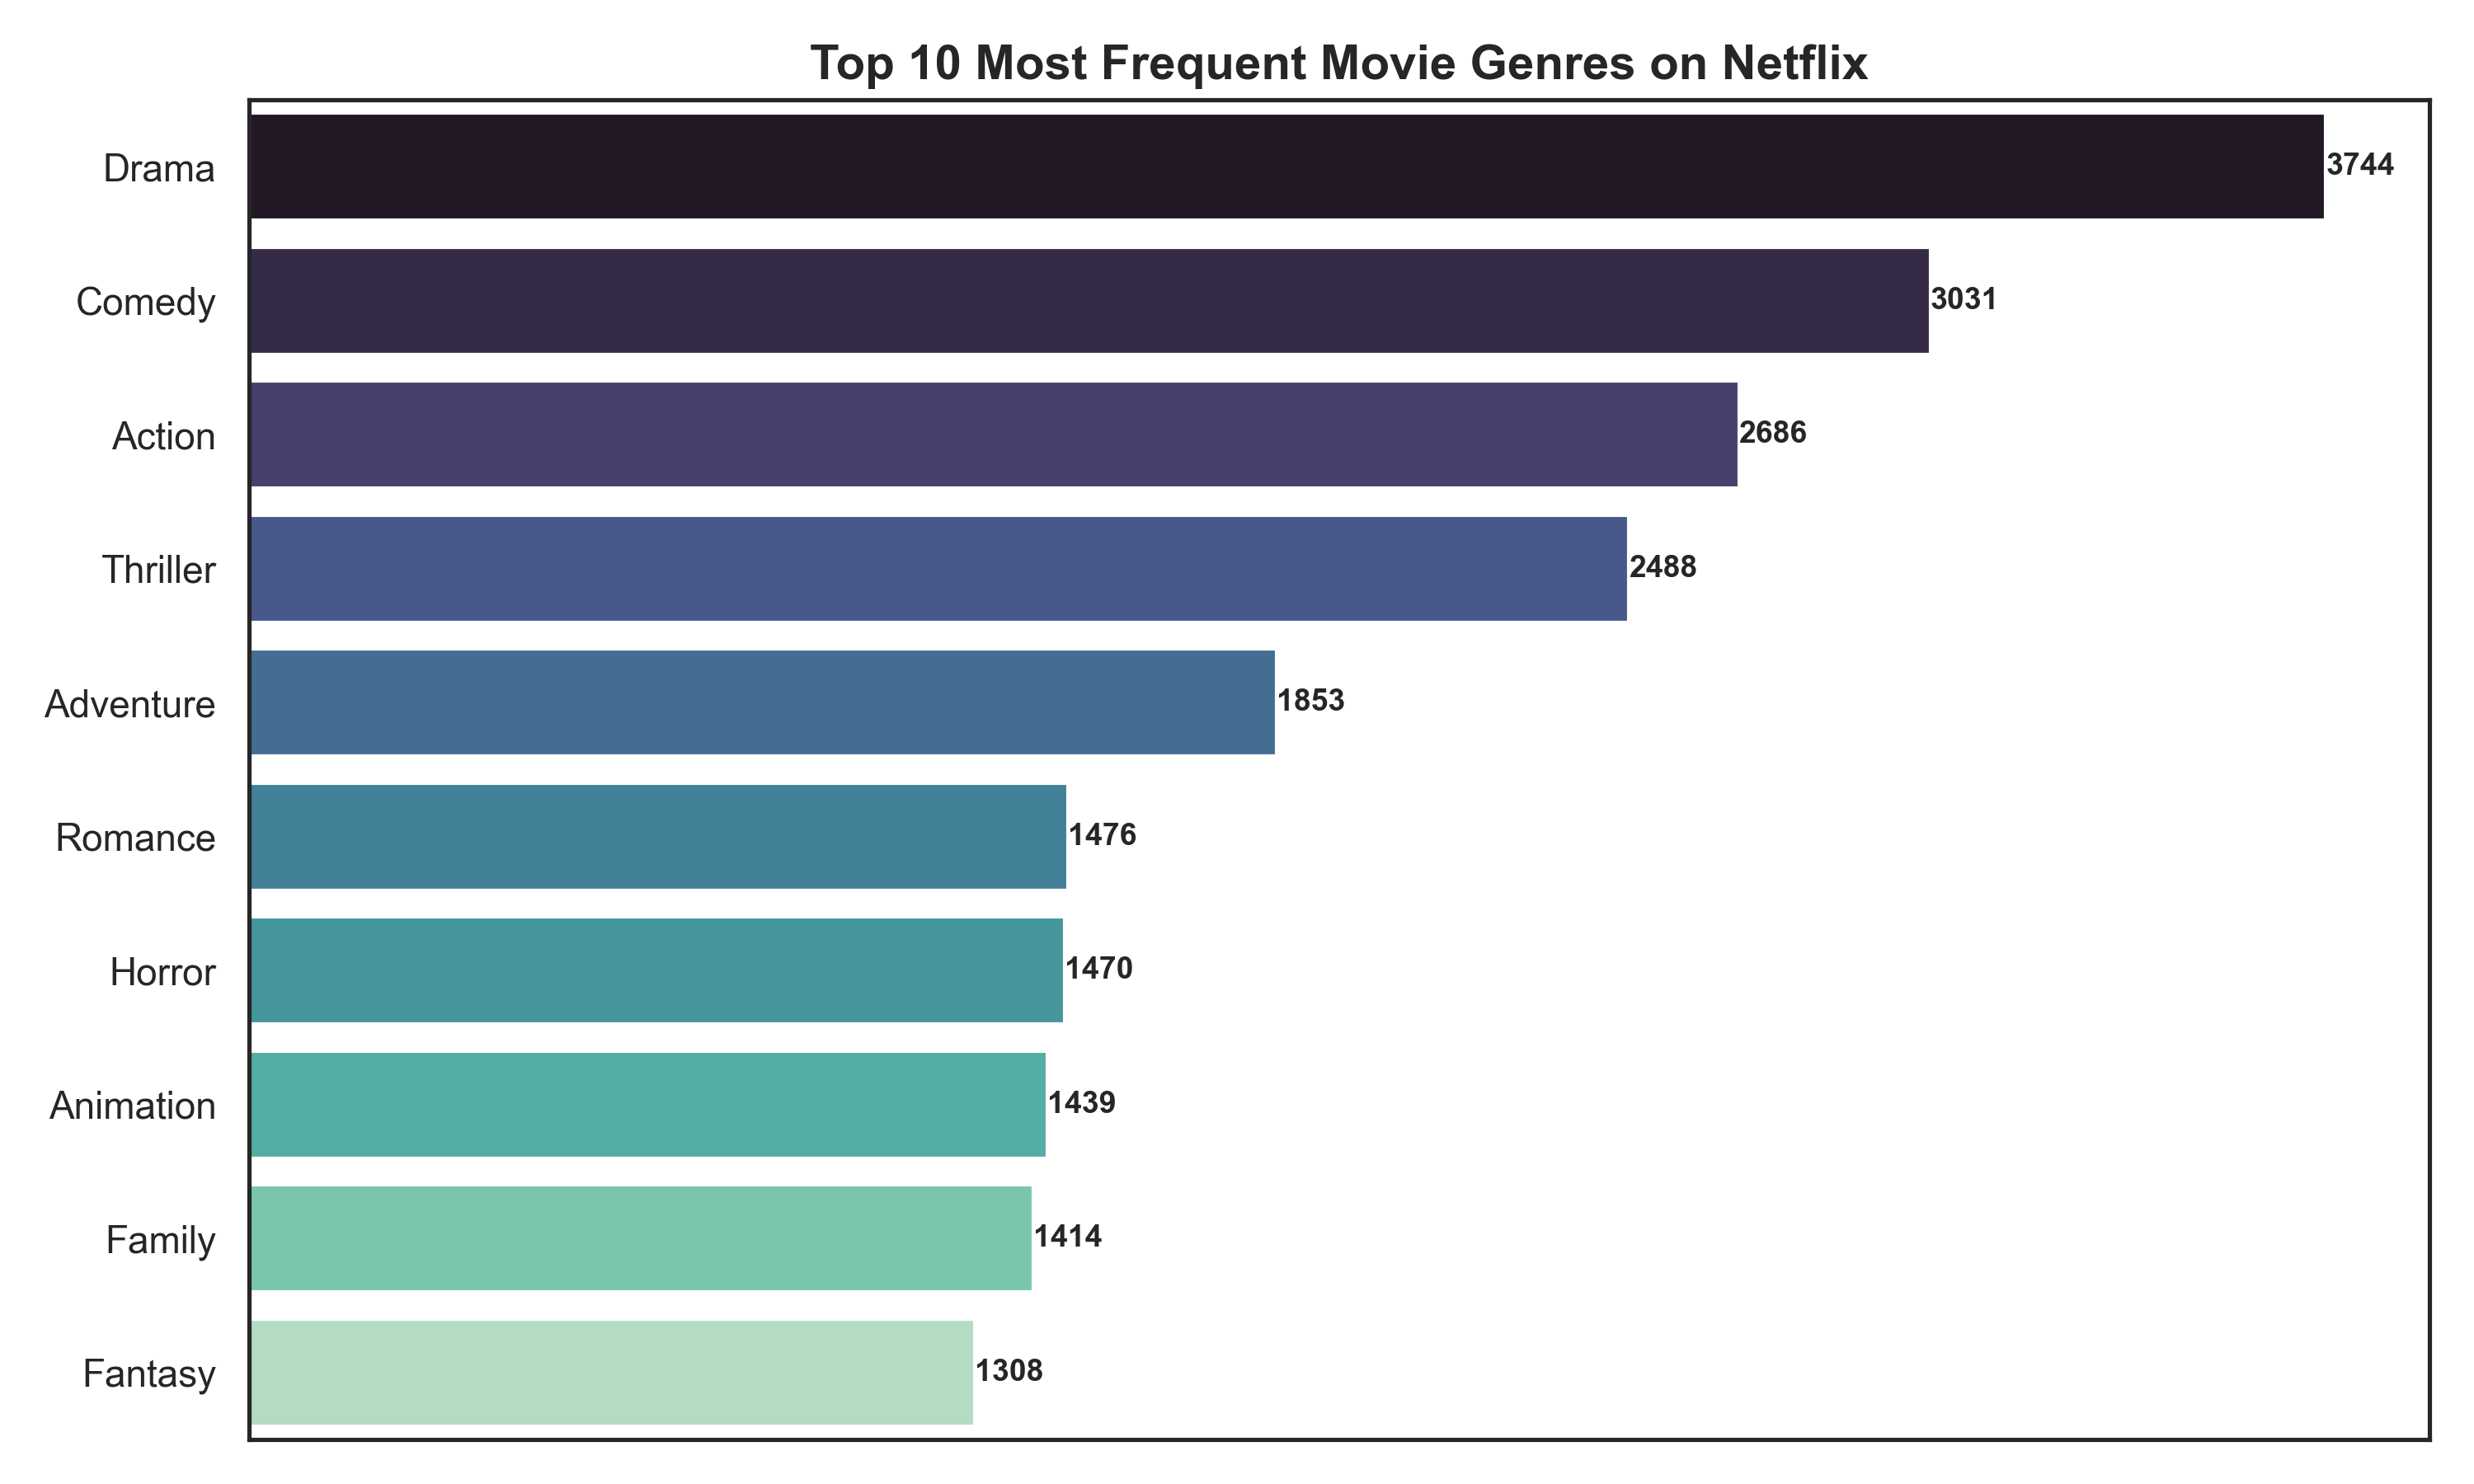 Top 10 Most Frequent Movie Genres on Netflix
Drama 3744
Comedy 3031
Action 2686
Thriller 2488
Adventure 1853
Romance 1476
Horror 1470
Animation 1439
Family 1414
Fantasy 1308